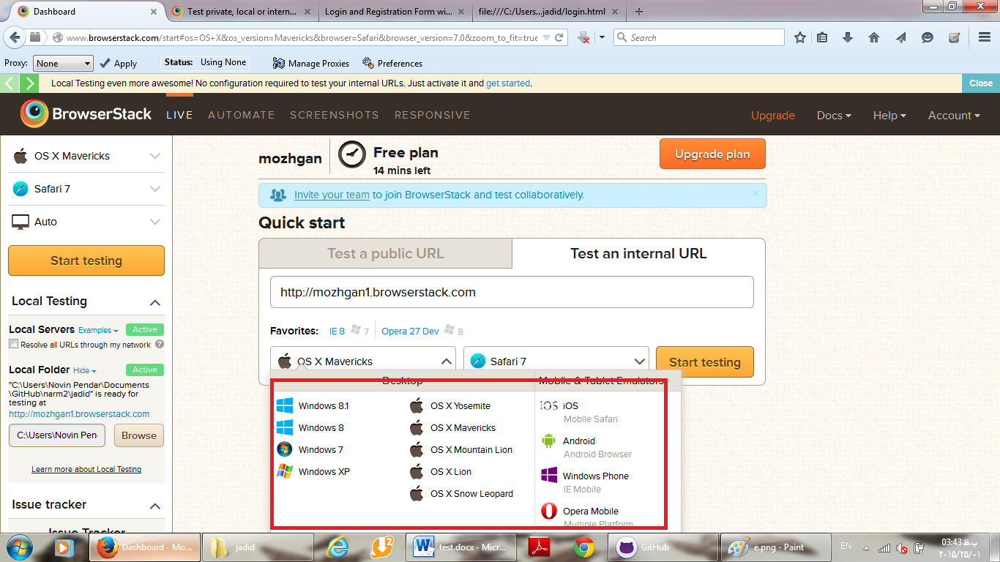 Dashboard
Test private, local or intern...
Login and Registration Form wi...
file:///C:/Users...jadid/login.html
www.browserstack.com/start#os=OS+X&os_version=Mavericks&browser=Safari&browser_version=7.0&zoom_to_fit=true
Search
Proxy: None Apply Status: Using None Manage Proxies Preferences
Local Testing even more awesome! No configuration required to test your internal URLs. Just activate it and get started.
Close
BrowserStack LIVE AUTOMATE SCREENSHOTS RESPONSIVE Upgrade Docs Help Account
OS X Mavericks
Safari 7
Auto
Start testing
Local Testing
Local Servers Examples Active
Resolve all URLs through my network ?
Local Folder Hide Active
"C:\Users\Novin Pendar\Documents
\GitHub\narm2\jadid" is ready for
testing at
http://mozhgan1.browserstack.com
C:\Users\Novin Pen Browse
Learn more about Local Testing
Issue tracker
Issue Tracker
mozhgan
Free plan
14 mins left
Upgrade plan
Invite your team to join BrowserStack and test collaboratively.
Quick start
Test a public URL
Test an internal URL
http://mozhgan1.browserstack.com
Favorites: IE 8 7 Opera 27 Dev 8
OS X Mavericks
Safari 7
Start testing
Desktop
Windows 8.1
Windows 8
Windows 7
Windows XP
OS X Yosemite
OS X Mavericks
OS X Mountain Lion
OS X Lion
OS X Snow Leopard
Mobile & Tablet Emulators
iOS iOS
Mobile Safari
Android
Android Browser
Windows Phone
IE Mobile
Opera Mobile
Multiple Platform
Dashboard - Mo...
jadid
2
test.docx - Micr...
GitHub
e.png - Paint
EN
03:43 ب.ظ
۲۰۱۵/۲۵/۰۱